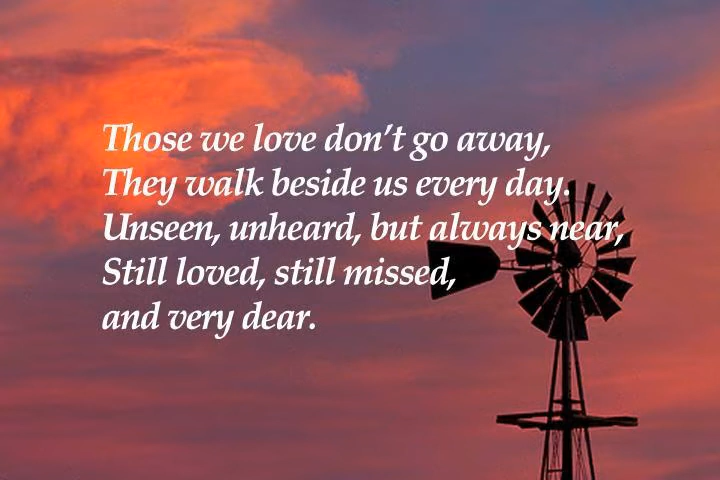 Those we love don’t go away,
They walk beside us every day.
Unseen, unheard, but always near,
Still loved, still missed,
and very dear.